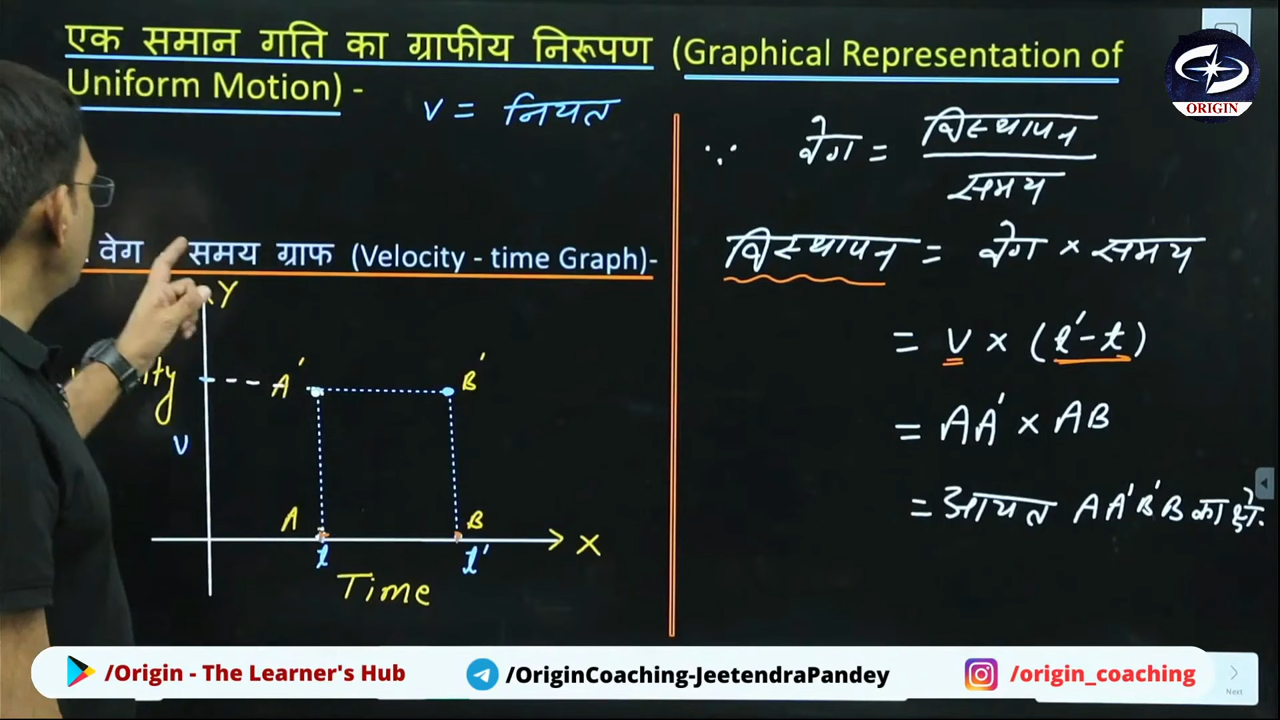 एक समान गति का ग्राफीय निरूपण (Graphical Representation of
Uniform Motion) -
v = नियत
वेग समय ग्राफ (Velocity - time Graph)-
Y
A'
B'
v
A
B
t
t'
X
Time
∵ वेग = विस्थापन / समय
विस्थापन = वेग × समय
= v × (t'-t)
= AA' × AB
= आयत AA'B'B का क्षे.
ORIGIN
/Origin - The Learner's Hub
/OriginCoaching-JeetendraPandey
/origin_coaching
Next